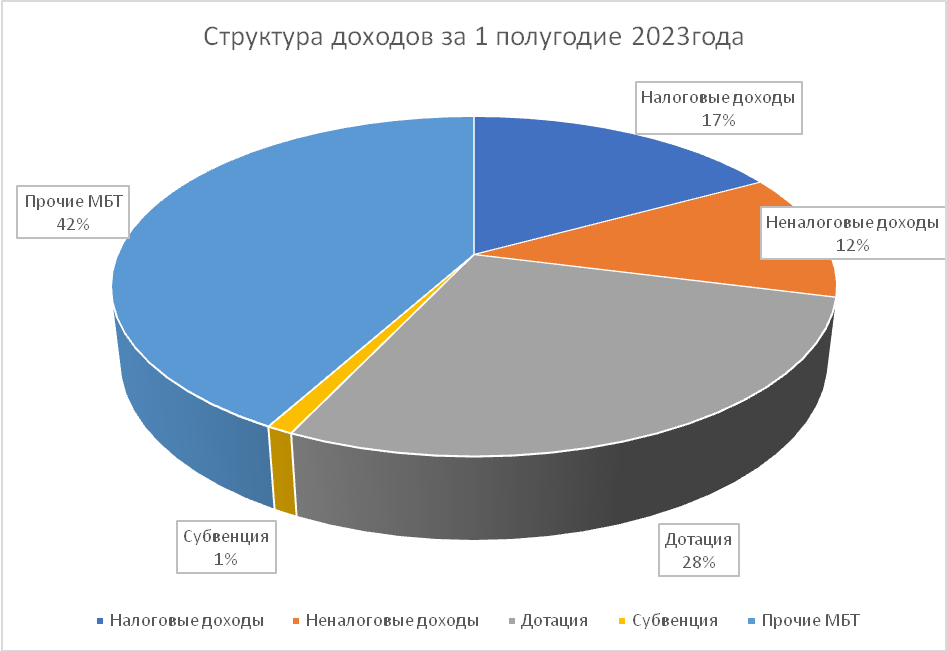 Структура доходов за 1 полугодие 2023года
Налоговые доходы
17%
Неналоговые доходы
12%
Прочие МБТ
42%
Субвенция
1%
Дотация
28%
Налоговые доходы Неналоговые доходы Дотация Субвенция Прочие МБТ